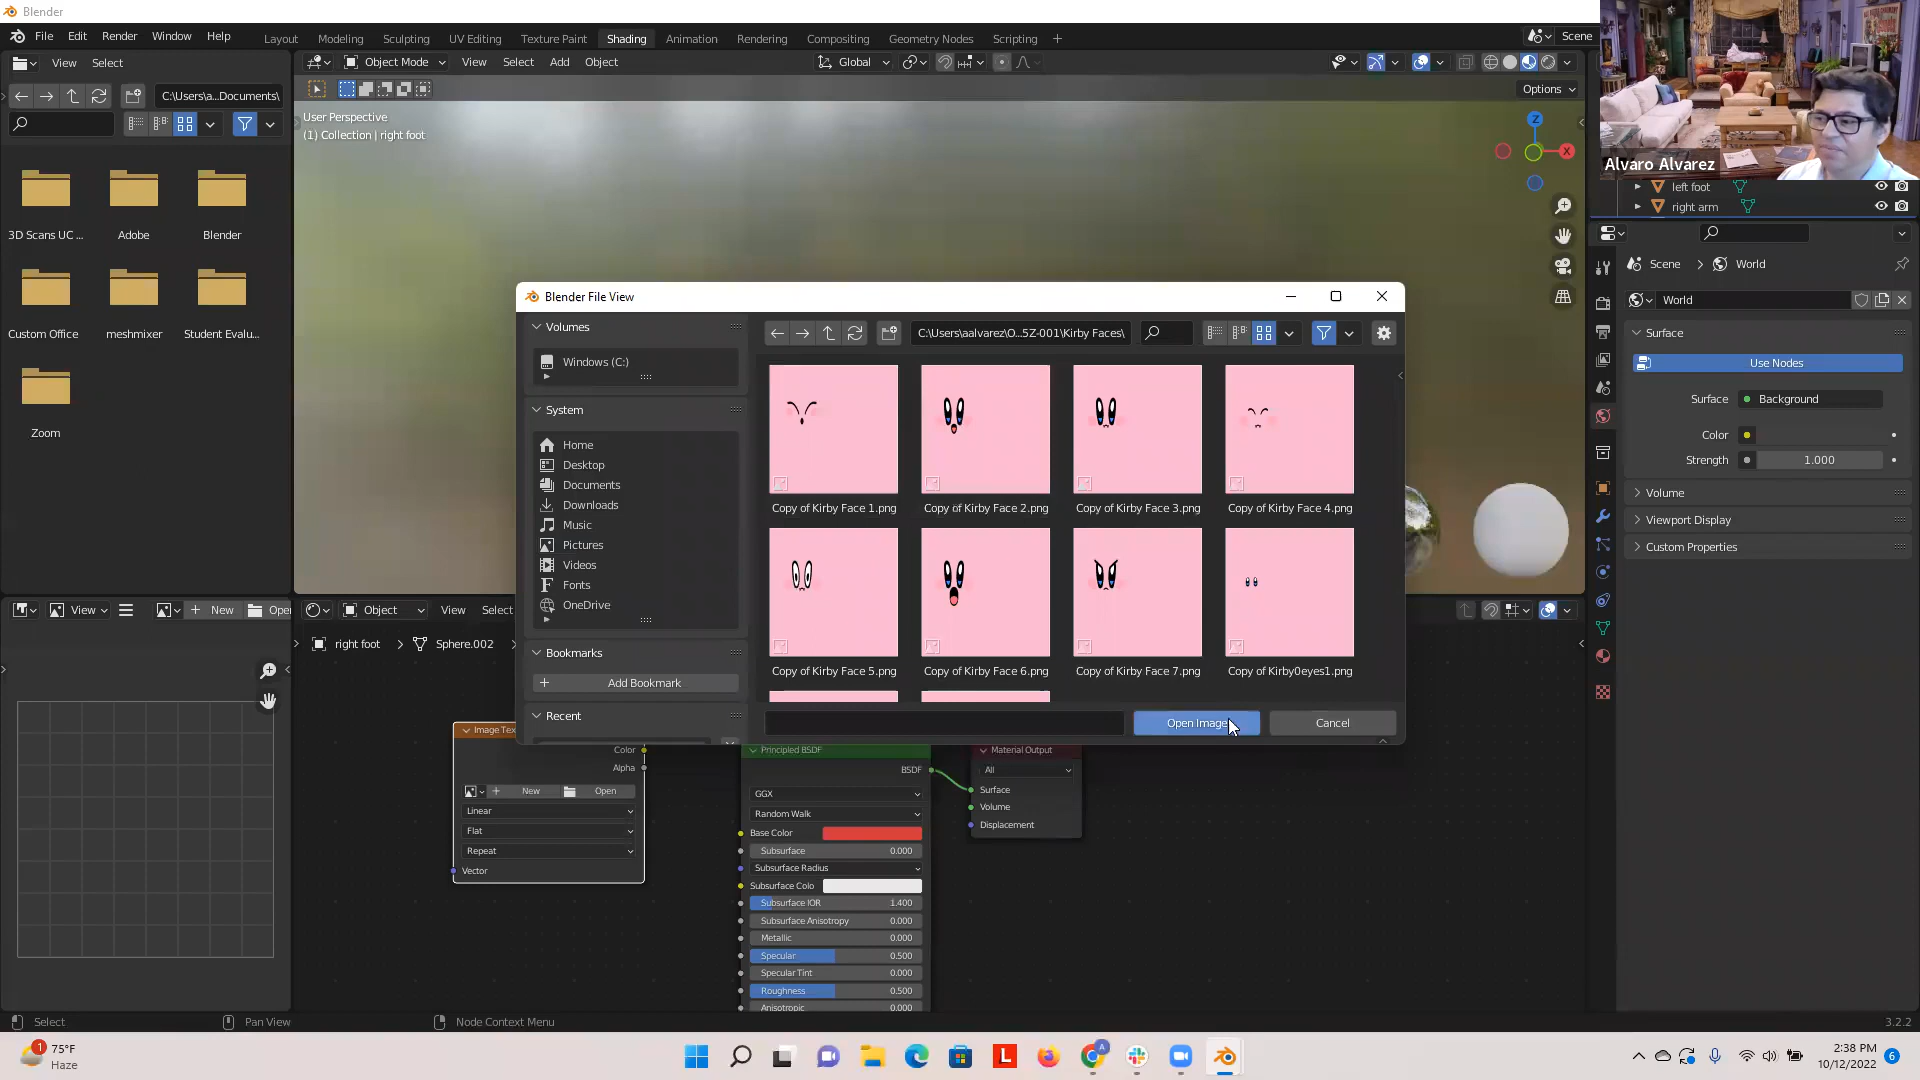 Blender
File Edit Render Window Help
Layout Modeling Sculpting UV Editing Texture Paint Shading Animation Rendering Compositing Geometry Nodes Scripting
Scene
View Select
Object Mode View Select Add Object
Global
C:\Users\a...Documents\
Options
User Perspective
(1) Collection | right foot
Z
X
Alvaro Alvarez
left foot
right arm
3D Scans UC ... Adobe Blender
Custom Office meshmixer Student Evalu...
Zoom
Scene > World
World
Surface
Use Nodes
Surface Background
Color
Strength 1.000
Volume
Viewport Display
Custom Properties
Blender File View
Volumes
Windows (C:)
System
Home
Desktop
Documents
Downloads
Music
Pictures
Videos
Fonts
OneDrive
Bookmarks
Add Bookmark
Recent
C:\Users\aalvarez\O...5Z-001\Kirby Faces\
Copy of Kirby Face 1.png Copy of Kirby Face 2.png Copy of Kirby Face 3.png Copy of Kirby Face 4.png
Copy of Kirby Face 5.png Copy of Kirby Face 6.png Copy of Kirby Face 7.png Copy of Kirby0eyes1.png
Open Image Cancel
View New Open
Object View Select
right foot > Sphere.002
Image Tex
Color
Alpha
New Open
Linear
Flat
Repeat
Vector
Principled BSDF
BSDF
GGX
Random Walk
Base Color
Subsurface 0.000
Subsurface Radius
Subsurface Colo
Subsurface IOR 1.400
Subsurface Anisotropy 0.000
Metallic 0.000
Specular 0.500
Specular Tint 0.000
Roughness 0.500
Anisotropic 0.000
Material Output
All
Surface
Volume
Displacement
Select Pan View Node Context Menu
3.2.2
1
75°F
Haze
L
A
2:38 PM
10/12/2022
6